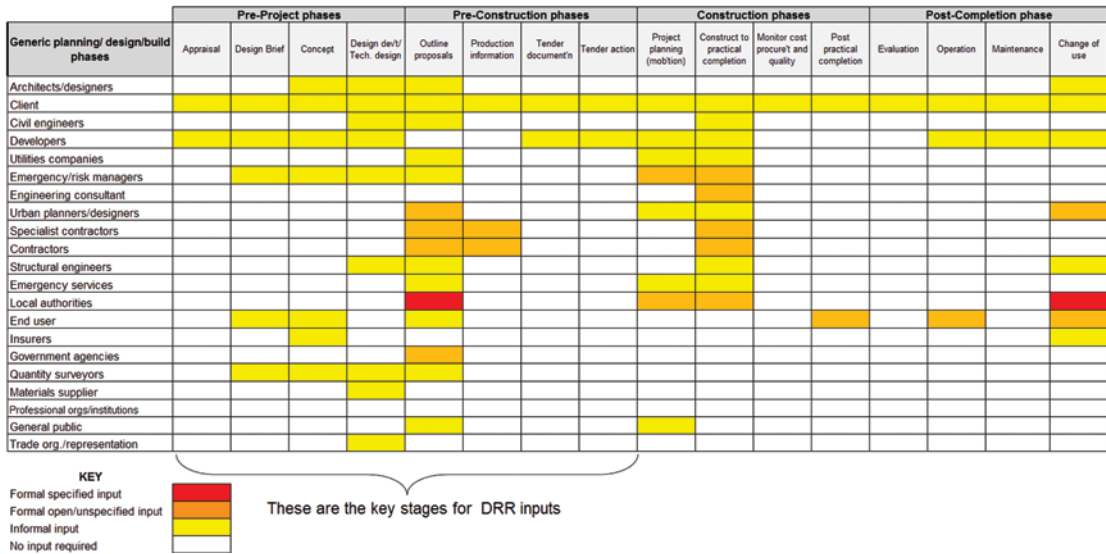 Pre-Project phases
Pre-Construction phases
Construction phases
Post-Completion phase
Generic planning/ design/build
phases
Appraisal
Design Brief
Concept
Design dev't/
Tech. design
Outline
proposals
Production
information
Tender
document'n
Tender action
Project
planning
(mob'tion)
Construct to
practical
completion
Monitor cost
procure't and
quality
Post
practical
completion
Evaluation
Operation
Maintenance
Change of
use
Architects/designers
Client
Civil engineers
Developers
Utilities companies
Emergency/risk managers
Engineering consultant
Urban planners/designers
Specialist contractors
Contractors
Structural engineers
Emergency services
Local authorities
End user
Insurers
Government agencies
Quantity surveyors
Materials supplier
Professional orgs/institutions
General public
Trade org./representation
KEY
Formal specified input
Formal open/unspecified input
Informal input
No input required
These are the key stages for DRR inputs